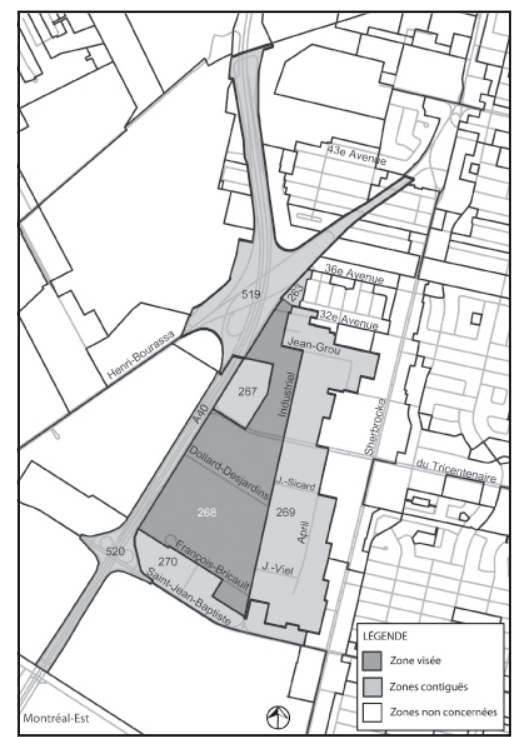 43e Avenue
36e Avenue
519
263
32e Avenue
Jean-Grou
Henri-Bourassa
267
Industriel
A40
Sherbrooke
du Tricentenaire
Dollard-Desjardins
J.-Sicard
268
269
April
520
270
François-Bricault
J.-Viel
Saint-Jean-Baptiste
LÉGENDE
Zone visée
Zones contiguës
Zones non concernées
Montréal-Est